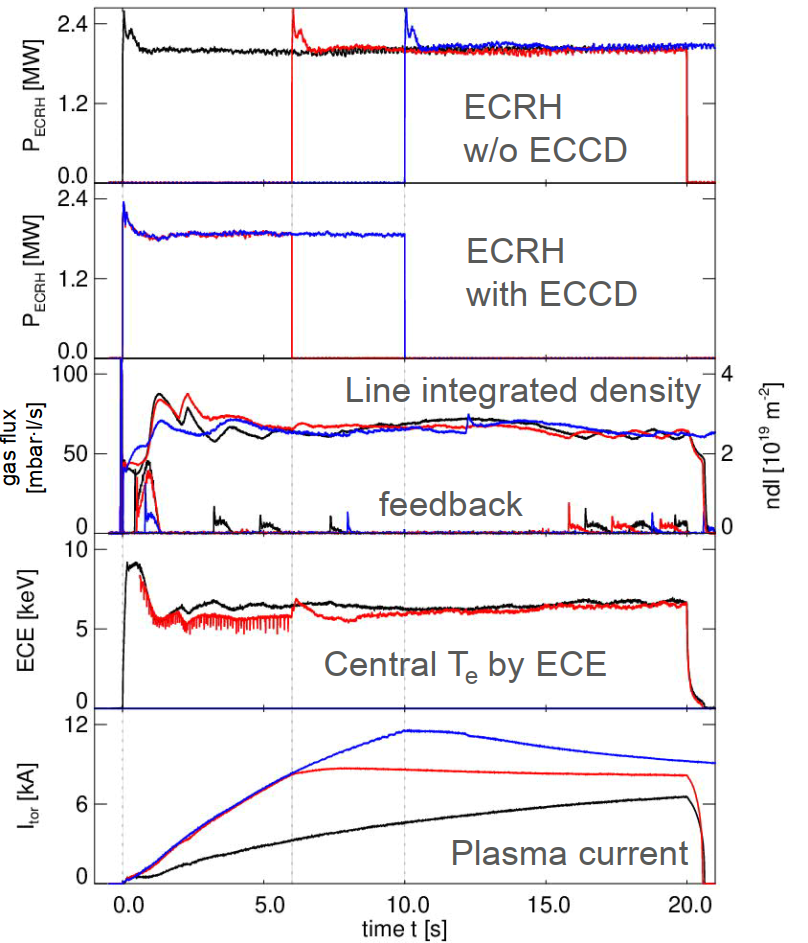 2.4
1.2
0.0
P_ECRH [MW]
ECRH
w/o ECCD
2.4
1.2
0.0
P_ECRH [MW]
ECRH
with ECCD
100
50
0
gas flux
[mbar·l/s]
Line integrated density
feedback
4
2
0
ndl [10^19 m^-2]
10
5
0
ECE [keV]
Central T_e by ECE
12
6
0
I_tor [kA]
Plasma current
0.0 5.0 10.0 15.0 20.0
time t [s]